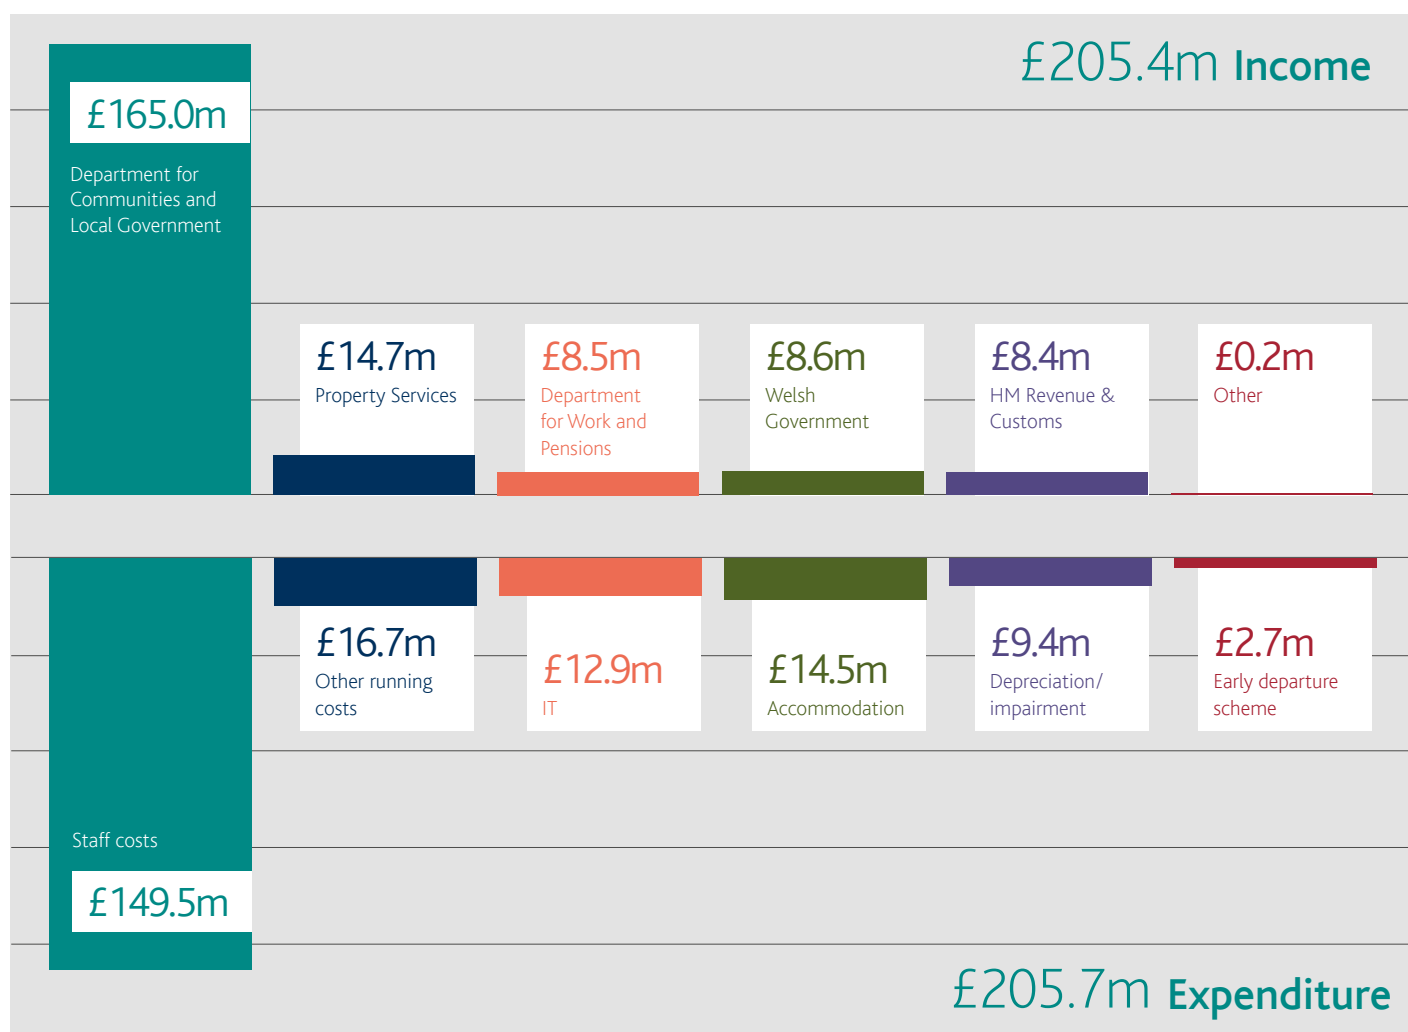 £205.4m Income
£165.0m
Department for
Communities and
Local Government
£14.7m
Property Services
£8.5m
Department
for Work and
Pensions
£8.6m
Welsh
Government
£8.4m
HM Revenue &
Customs
£0.2m
Other
Staff costs
£149.5m
£16.7m
Other running
costs
£12.9m
IT
£14.5m
Accommodation
£9.4m
Depreciation/
impairment
£2.7m
Early departure
scheme
£205.7m Expenditure